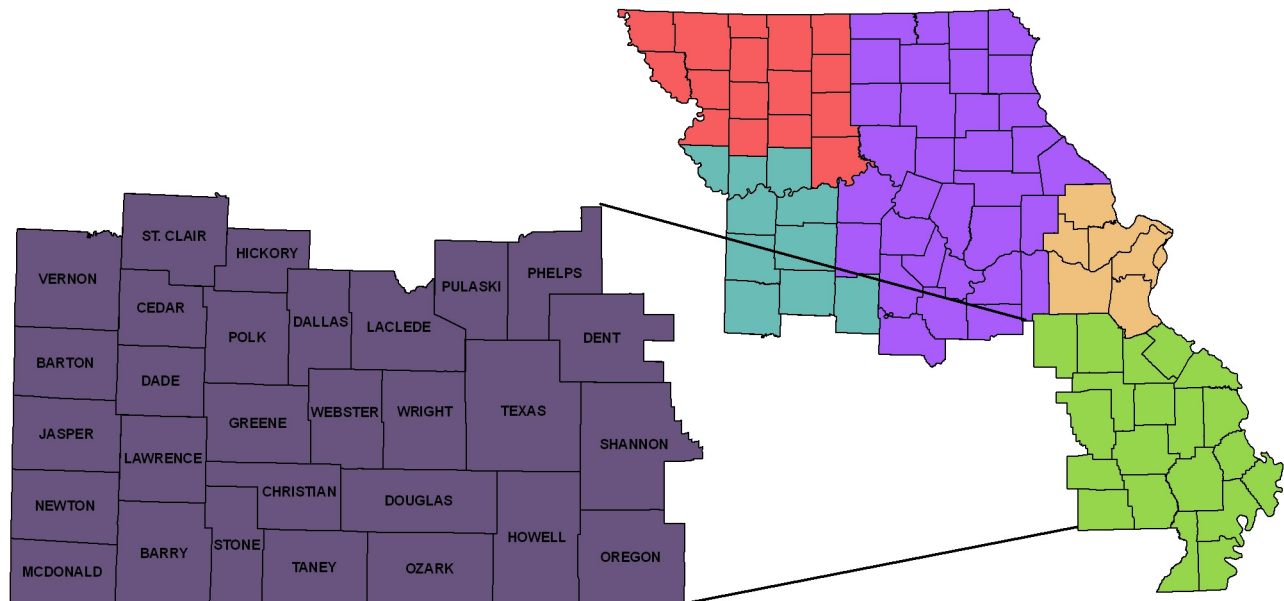 ST. CLAIR
HICKORY
VERNON
PULASKI
PHELPS
CEDAR
DALLAS
LACLEDE
POLK
DENT
BARTON
DADE
WEBSTER
WRIGHT
TEXAS
GREENE
JASPER
SHANNON
LAWRENCE
CHRISTIAN
DOUGLAS
NEWTON
HOWELL
STONE
BARRY
OREGON
MCDONALD
TANEY
OZARK